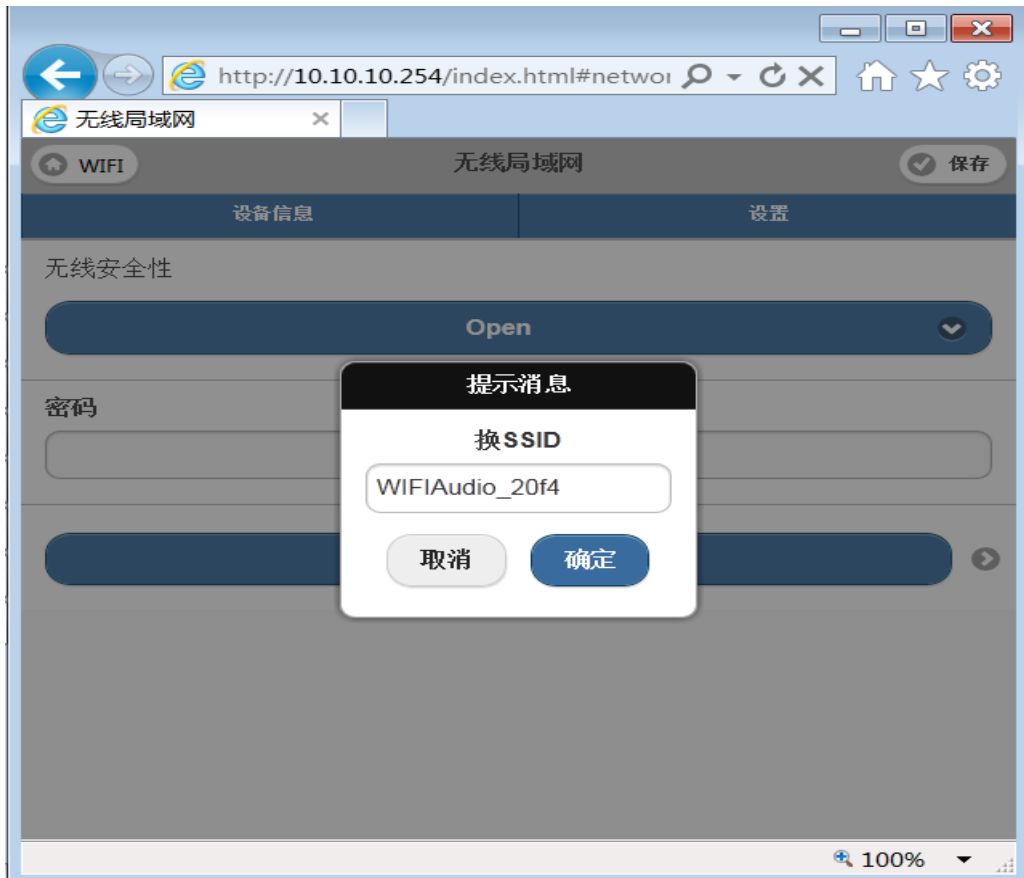 http://10.10.10.254/index.html#networ
无线局域网
WIFI
无线局域网
保存
设备信息
设置
无线安全性
Open
提示消息
密码
换SSID
WIFIAudio_20f4
取消
确定
100%